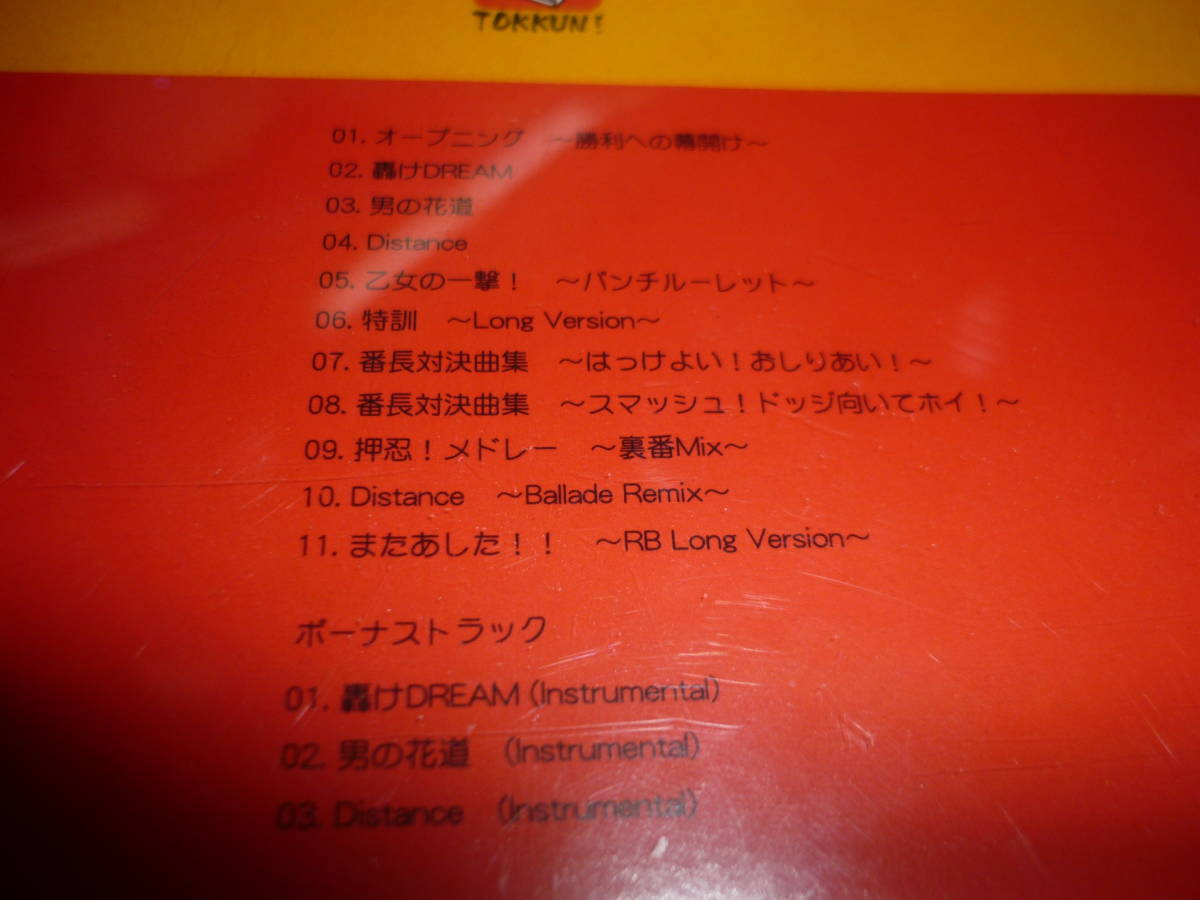 TOKKUN!
01. オープニング　～勝利への幕開け～
02. 轟けDREAM
03. 男の花道
04. Distance
05. 乙女の一撃！　～パンチルーレット～
06. 特訓　～Long Version～
07. 番長対決曲集　～はっけよい！おしりあい！～
08. 番長対決曲集　～スマッシュ！ドッジ向いてホイ！～
09. 押忍！メドレー　～裏番Mix～
10. Distance　～Ballade Remix～
11. またあした！！　～RB Long Version～
ボーナストラック
01. 轟けDREAM (Instrumental)
02. 男の花道　(Instrumental)
03. Distance　(Instrumental)